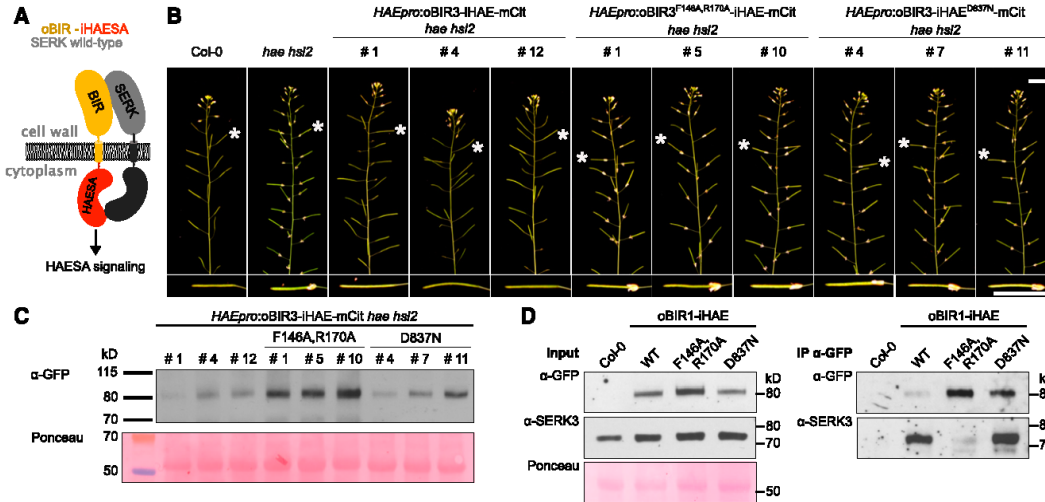 A
oBIR -iHAESA
SERK wild-type
BIR
SERK
cell wall
cytoplasm
HAESA
HAESA signaling
B
HAEpro:oBIR3-iHAE-mCit
hae hsl2
HAEpro:oBIR3F146A,R170A-iHAE-mCit
hae hsl2
HAEpro:oBIR3-iHAED837N-mCit
hae hsl2
Col-0
hae hsl2
# 1
# 4
# 12
# 1
# 5
# 10
# 4
# 7
# 11
* * * * * * * * * * *
C
HAEpro:oBIR3-iHAE-mCit hae hsl2
F146A,R170A
D837N
kD
# 1
# 4
# 12
# 1
# 5
# 10
# 4
# 7
# 11
α-GFP
115
80
70
Ponceau
70
50
D
oBIR1-iHAE
Input
Col-0
WT
F146A,
R170A
D837N
α-GFP
kD
80
α-SERK3
80
70
Ponceau
50
oBIR1-iHAE
IP α-GFP
Col-0
WT
F146A,
R170A
D837N
α-GFP
kD
80
α-SERK3
70